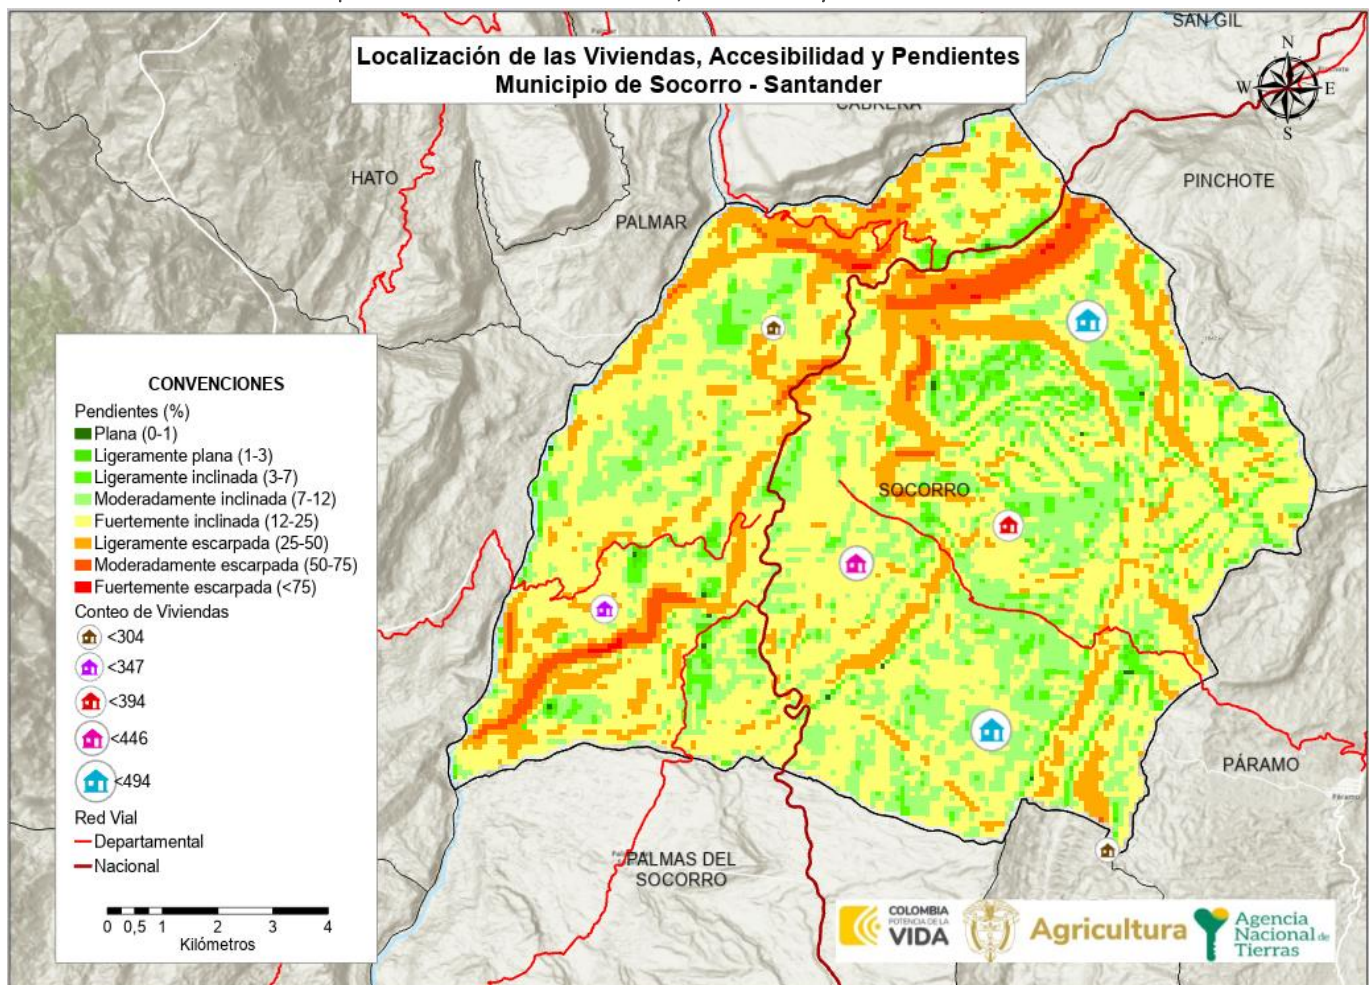 SAN GIL
Localización de las Viviendas, Accesibilidad y Pendientes
Municipio de Socorro - Santander
CABRERA
N
W E
S
HATO
PINCHOTE
PALMAR
CONVENCIONES
Pendientes (%)
Plana (0-1)
Ligeramente plana (1-3)
Ligeramente inclinada (3-7)
Moderadamente inclinada (7-12)
Fuertemente inclinada (12-25)
Ligeramente escarpada (25-50)
Moderadamente escarpada (50-75)
Fuertemente escarpada (<75)
Conteo de Viviendas
<304
<347
<394
<446
<494
Red Vial
Departamental
Nacional
0 0,5 1 2 3 4
Kilómetros
SOCORRO
PÁRAMO
Páramo
PALMAS DEL
SOCORRO
COLOMBIA
POTENCIA DE LA
VIDA
Agricultura
Agencia
Nacional de
Tierras